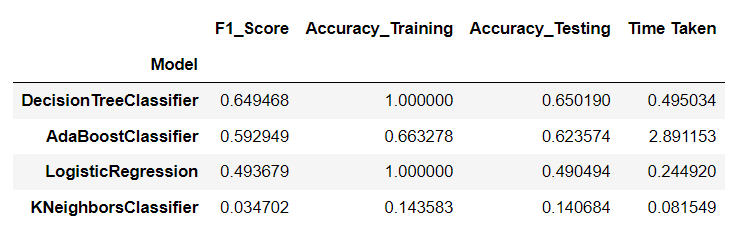 F1_Score Accuracy_Training Accuracy_Testing Time Taken
Model
DecisionTreeClassifier 0.649468 1.000000 0.650190 0.495034
AdaBoostClassifier 0.592949 0.663278 0.623574 2.891153
LogisticRegression 0.493679 1.000000 0.490494 0.244920
KNeighborsClassifier 0.034702 0.143583 0.140684 0.081549